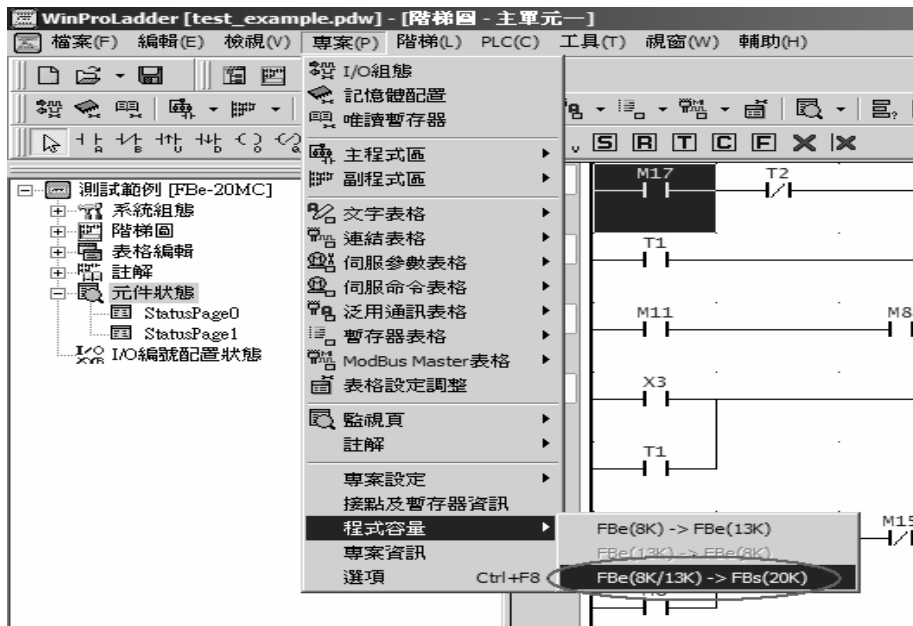 WinProLadder [test_example.pdw] - [階梯圖 - 主單元一]
檔案(F) 編輯(E) 檢視(V) 專案(P) 階梯(L) PLC(C) 工具(T) 視窗(W) 輔助(H)
I/O組態
記憶體配置
唯讀暫存器
主程式區
副程式區
文字表格
連結表格
伺服參數表格
伺服命令表格
泛用通訊表格
暫存器表格
ModBus Master表格
表格設定調整
監視頁
註解
專案設定
接點及暫存器資訊
程式容量
專案資訊
選項 Ctrl+F8
FBe(8K) -> FBe(13K)
FBe(13K) -> FBe(8K)
FBe(8K/13K) -> FBs(20K)
測試範例 [FBe-20MC]
系統組態
階梯圖
表格編輯
註解
元件狀態
StatusPage0
StatusPage1
I/O編號配置狀態
A B U D O Q
S R T C F
M17 T2
T1
M11 M8
X3
T1
M15